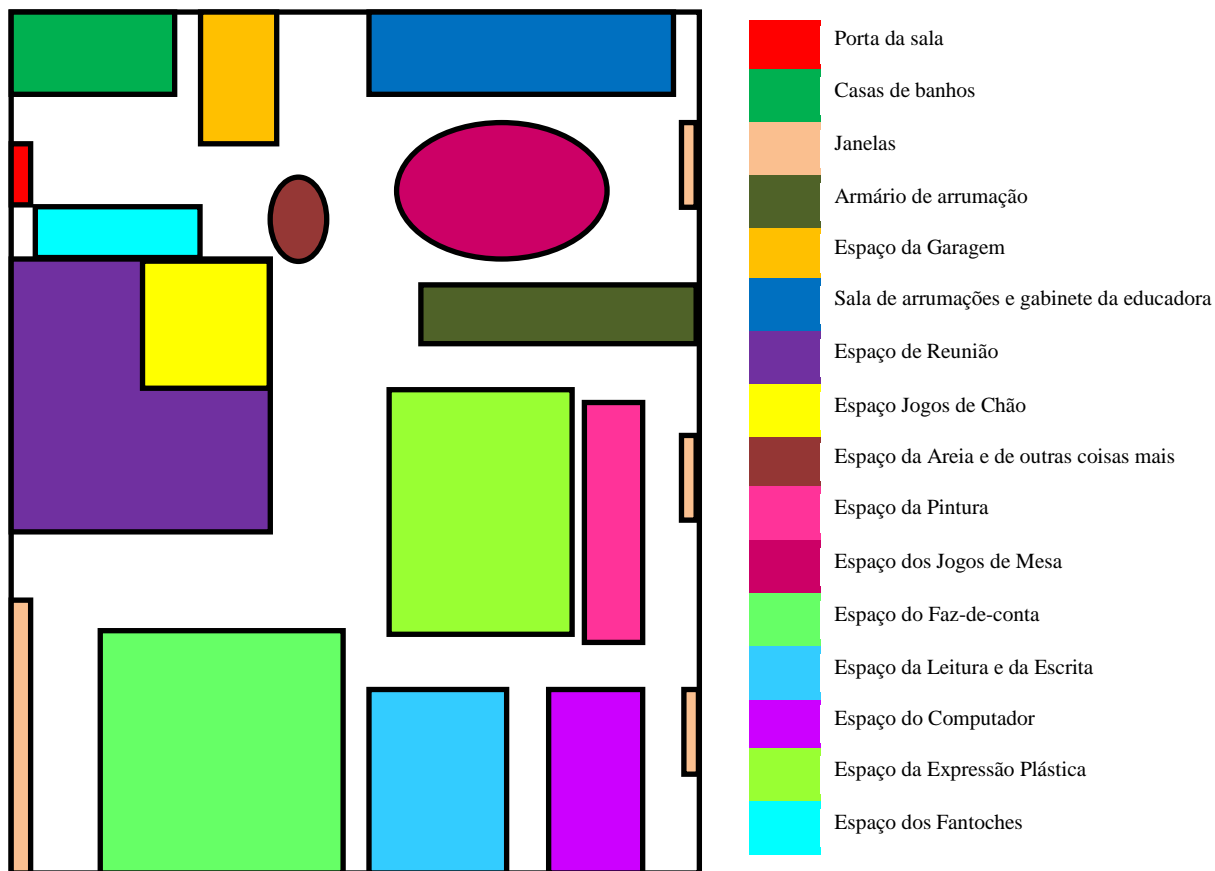 Porta da sala
Casas de banhos
Janelas
Armário de arrumação
Espaço da Garagem
Sala de arrumações e gabinete da educadora
Espaço de Reunião
Espaço Jogos de Chão
Espaço da Areia e de outras coisas mais
Espaço da Pintura
Espaço dos Jogos de Mesa
Espaço do Faz-de-conta
Espaço da Leitura e da Escrita
Espaço do Computador
Espaço da Expressão Plástica
Espaço dos Fantoches